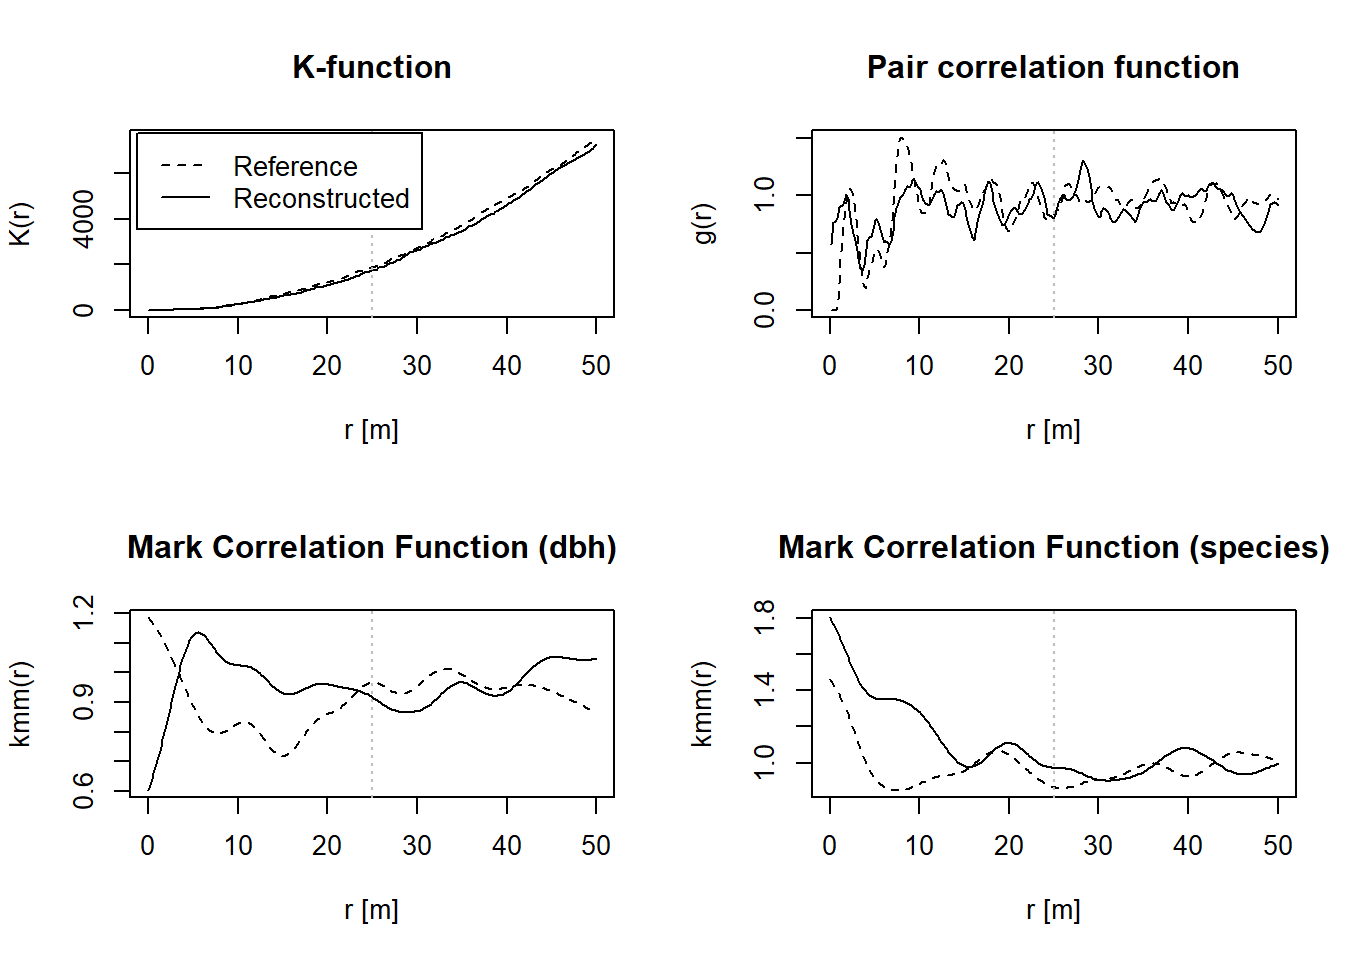 K-function
K(r)
4000
0
Reference
Reconstructed
0 10 20 30 40 50
r [m]
Pair correlation function
g(r)
1.0
0.0
0 10 20 30 40 50
r [m]
Mark Correlation Function (dbh)
kmm(r)
1.2
0.9
0.6
0 10 20 30 40 50
r [m]
Mark Correlation Function (species)
kmm(r)
1.8
1.4
1.0
0 10 20 30 40 50
r [m]